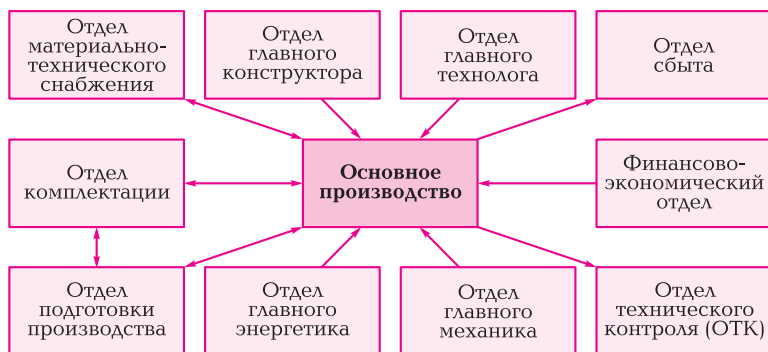 Отдел
материально-
технического
снабжения
Отдел
главного
конструктора
Отдел
главного
технолога
Отдел
сбыта
Отдел
комплектации
Основное
производство
Финансово-
экономический
отдел
Отдел
подготовки
производства
Отдел
главного
энергетика
Отдел
главного
механика
Отдел
технического
контроля (ОТК)